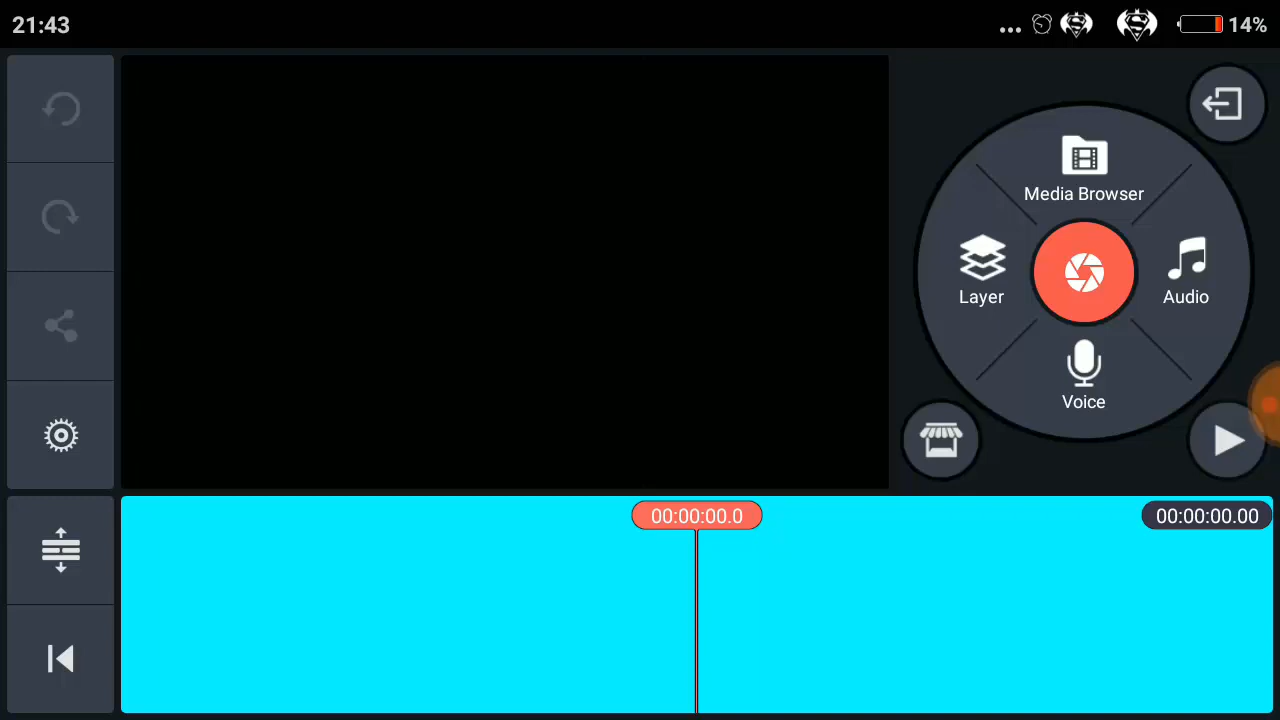 21:43
14%
Media Browser
Layer
Audio
Voice
00:00:00.0
00:00:00.00